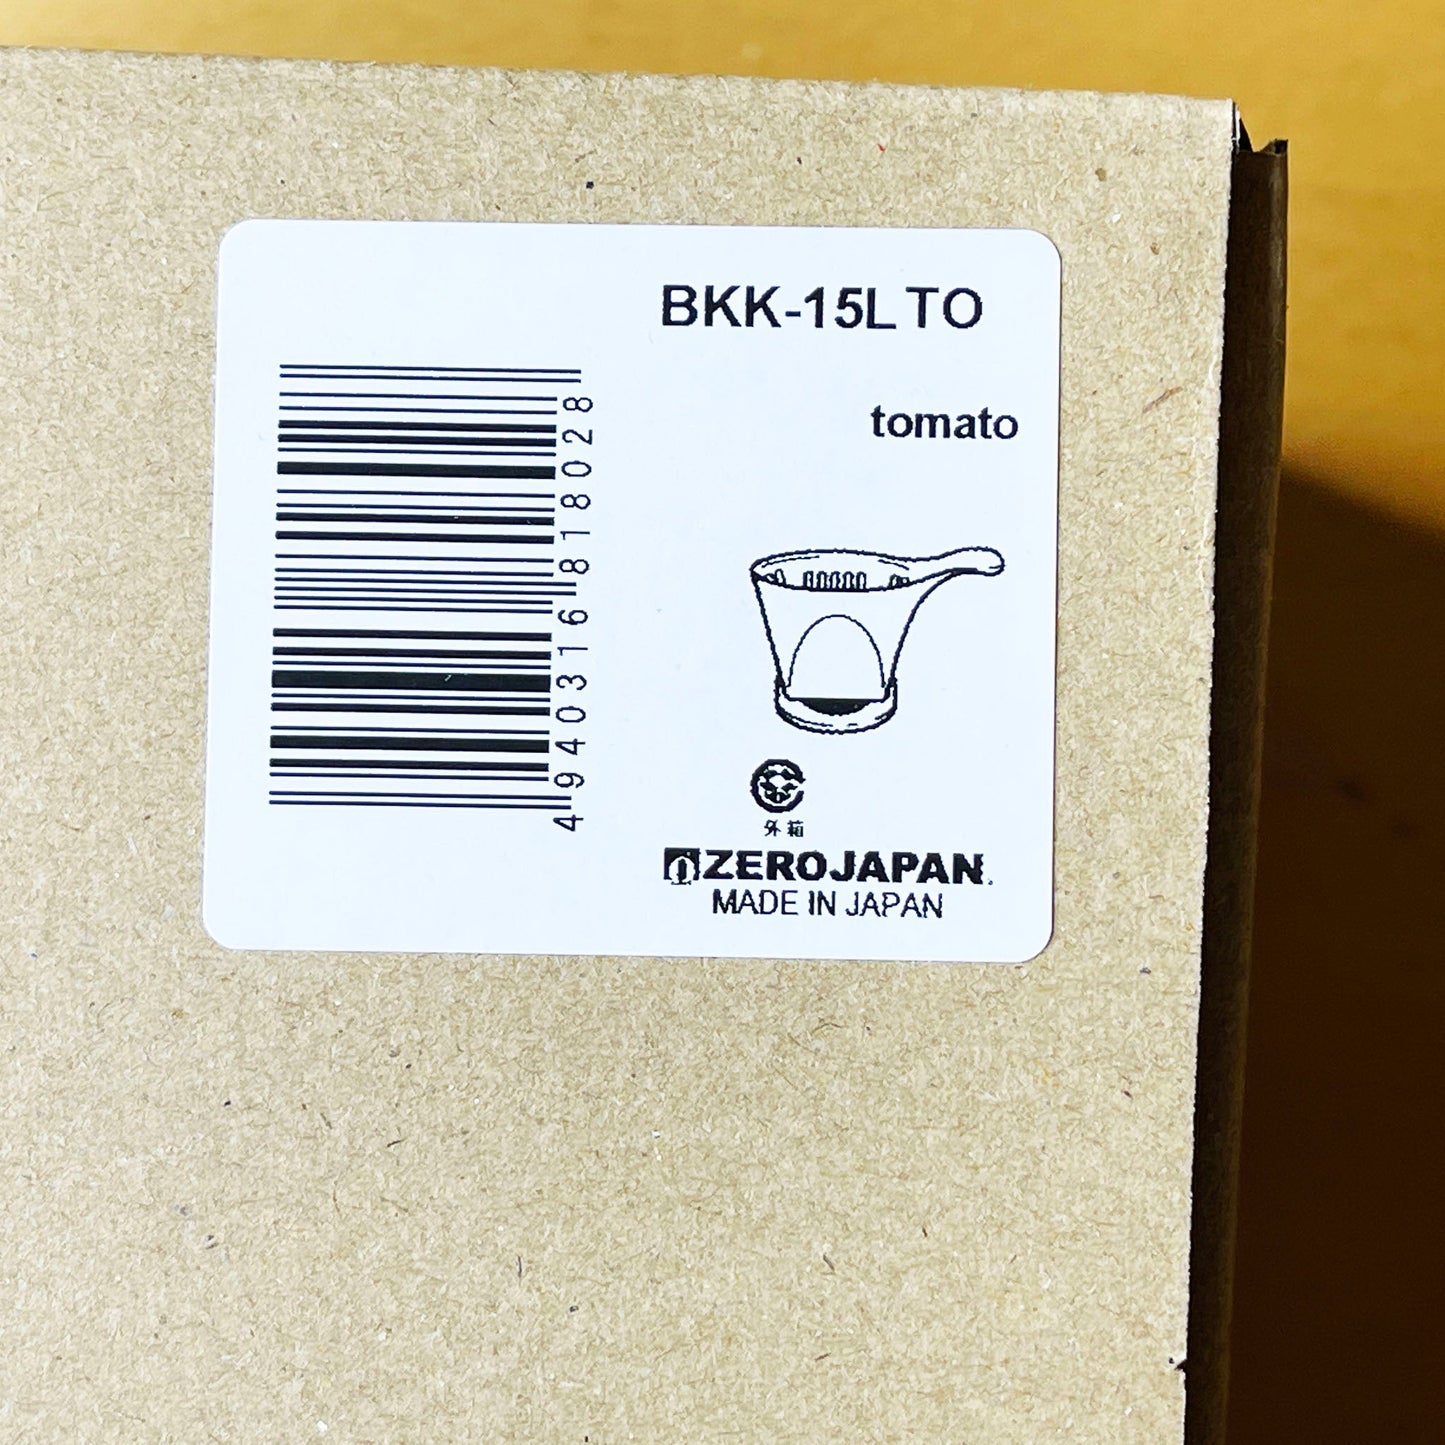 BKK-15L TO
tomato
4940316818028
外箱
ZEROJAPAN.
MADE IN JAPAN